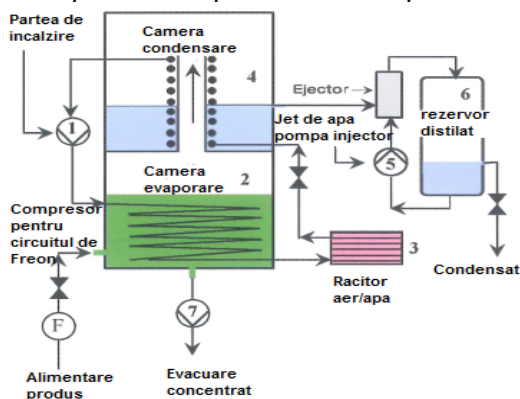 Partea de
incalzire
Camera
condensare
4
Ejector
6
rezervor
distilat
Jet de apa
pompa injector
1
5
Camera
evaporare
2
Compresor
pentru
circuitul de
Freon
3
Racitor
aer/apa
Condensat
F
7
Alimentare
produs
Evacuare
concentrat